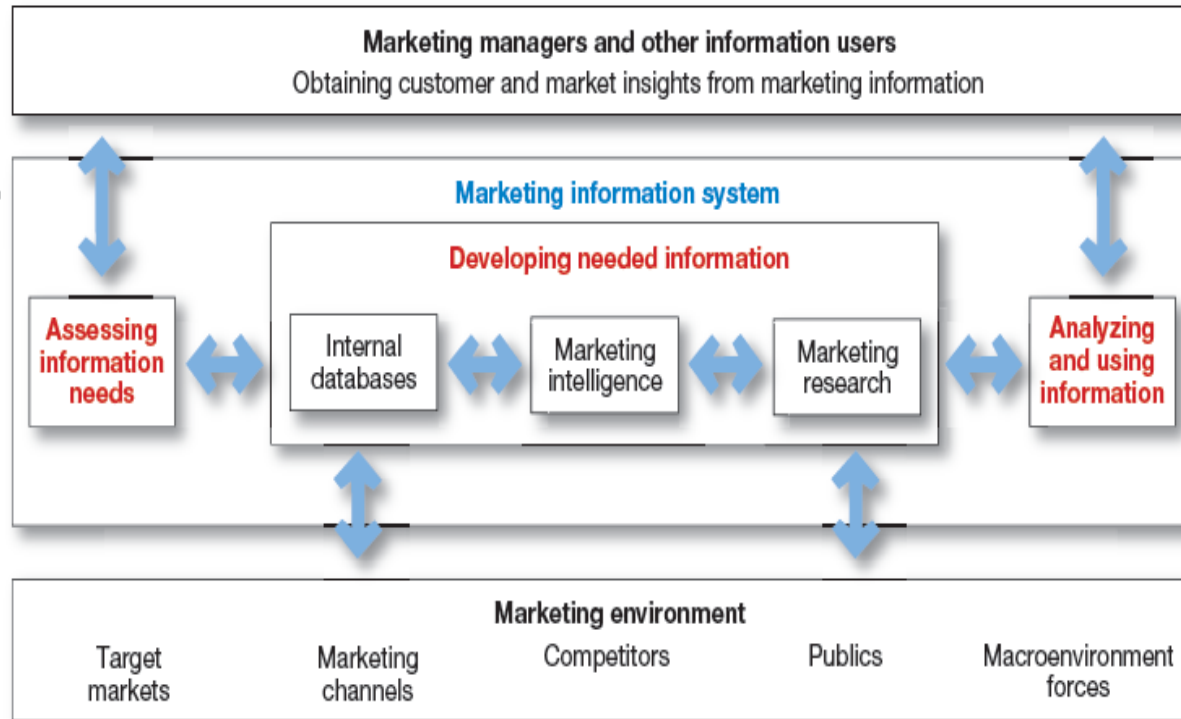 Marketing managers and other information users
Obtaining customer and market insights from marketing information
Marketing information system
Developing needed information
Assessing
information
needs
Internal
databases
Marketing
intelligence
Marketing
research
Analyzing
and using
information
Marketing environment
Target
markets
Marketing
channels
Competitors
Publics
Macroenvironment
forces